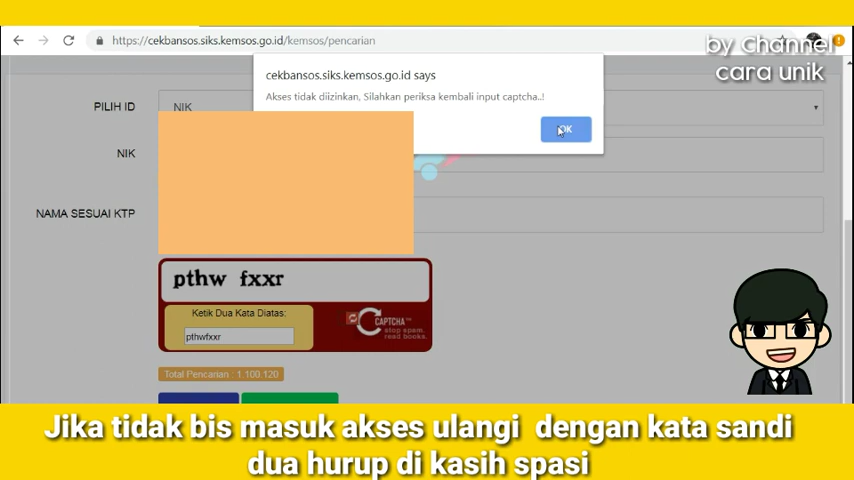 https://cekbansos.siks.kemsos.go.id/kemsos/pencarian
by Channel
cara unik
cekbansos.siks.kemsos.go.id says
Akses tidak diizinkan, Silahkan periksa kembali input captcha..!
OK
PILIH ID
NIK
NIK
NAMA SESUAI KTP
pthw fxxr
Ketik Dua Kata Diatas:
pthwfxxr
CAPTCHA™
stop spam.
read books.
Total Pencarian : 1.100.120
Jika tidak bis masuk akses ulangi dengan kata sandi
dua hurup di kasih spasi